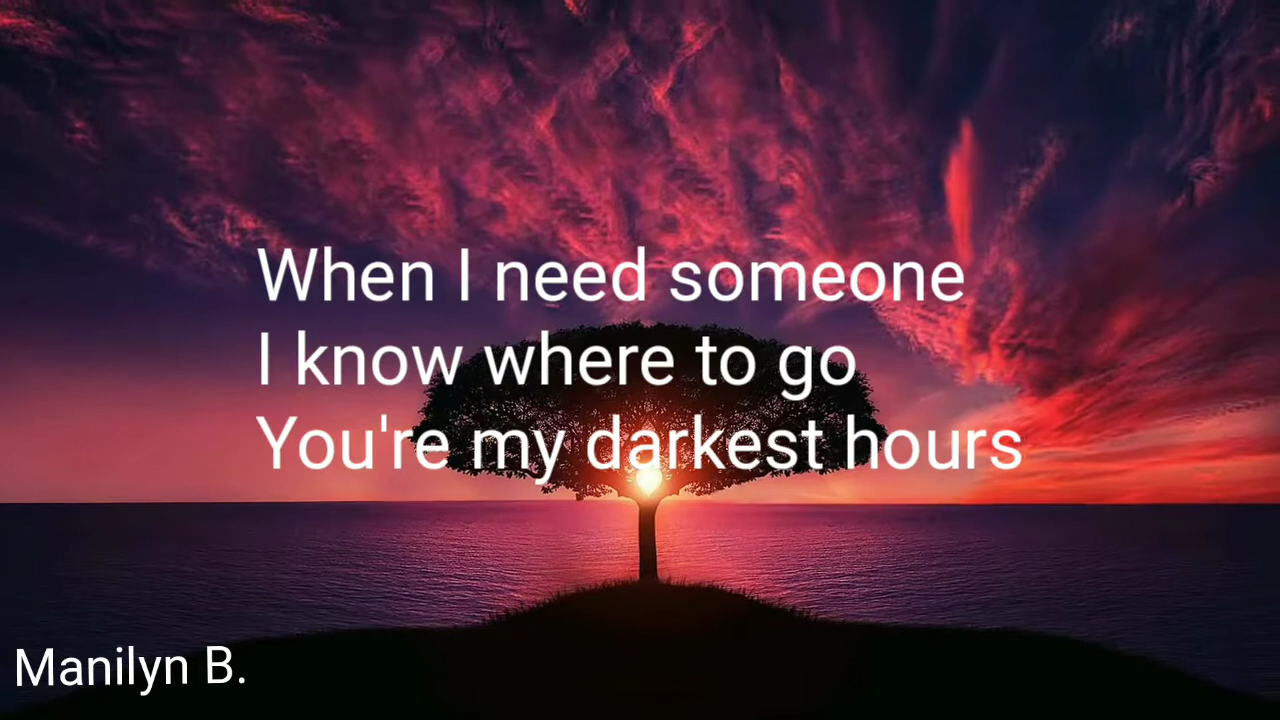 When I need someone
I know where to go
You're my darkest hours
Manilyn B.